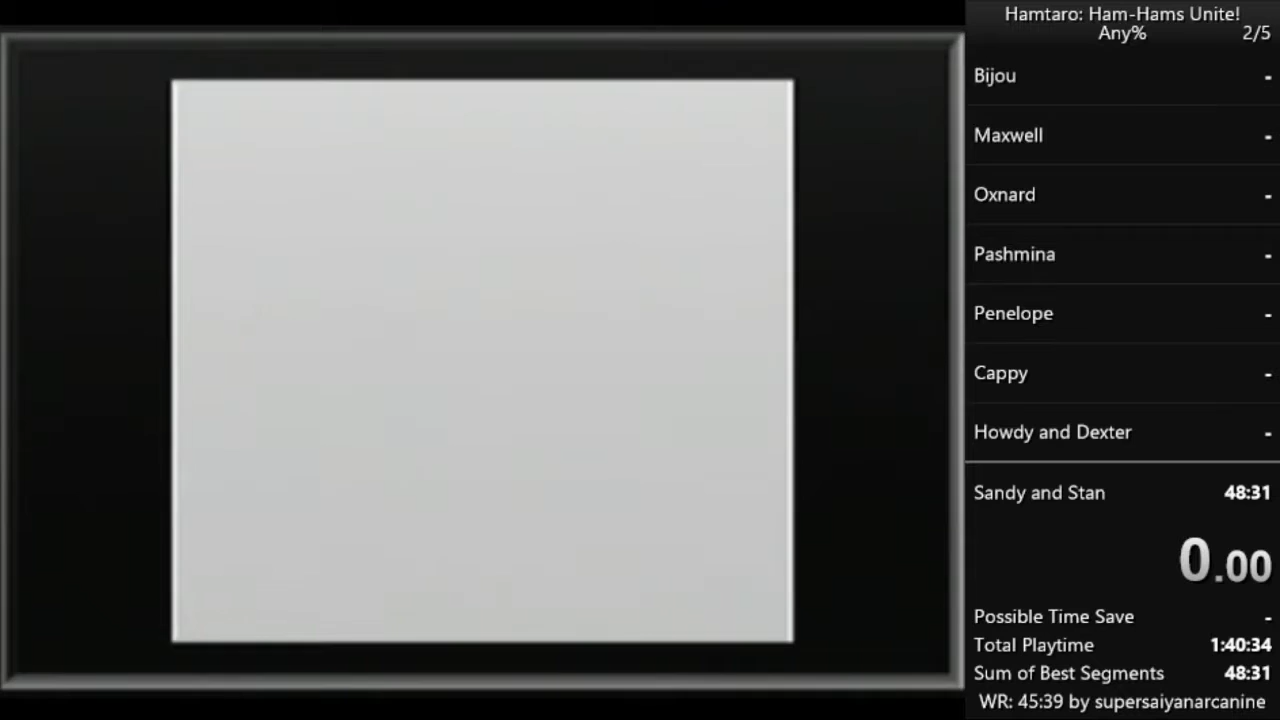 Hamtaro: Ham-Hams Unite!
Any% 2/5
Bijou -
Maxwell -
Oxnard -
Pashmina -
Penelope -
Cappy -
Howdy and Dexter -
Sandy and Stan 48:31
0.00
Possible Time Save -
Total Playtime 1:40:34
Sum of Best Segments 48:31
WR: 45:39 by supersaiyanarcanine